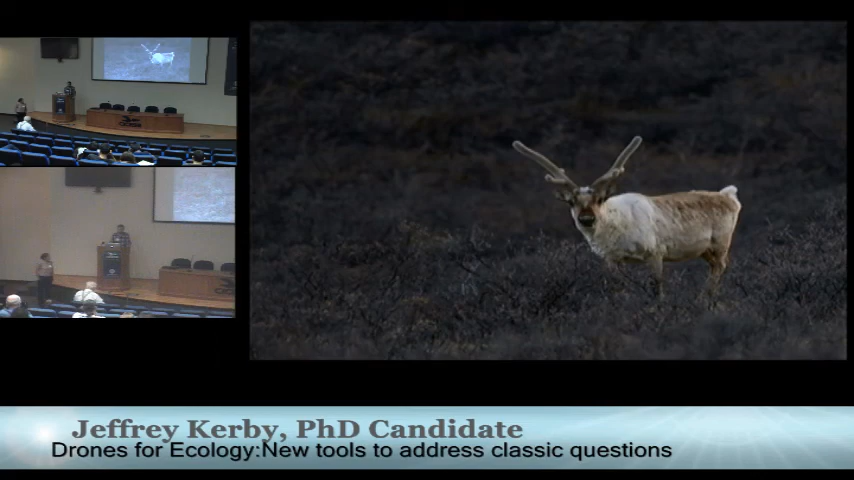 Jeffrey Kerby, PhD Candidate
Drones for Ecology:New tools to address classic questions